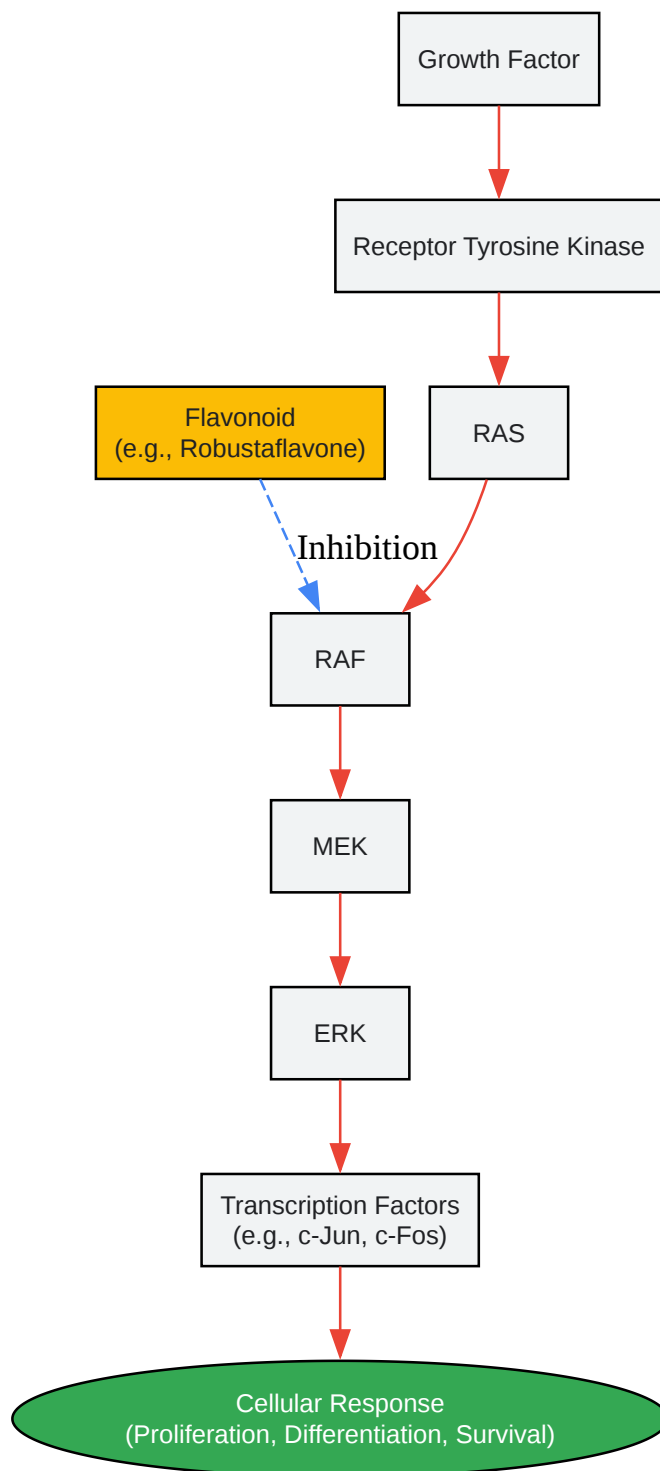 Growth Factor
Receptor Tyrosine Kinase
Flavonoid
(e.g., Robustaflavone)
RAS
Inhibition
RAF
MEK
ERK
Transcription Factors
(e.g., c-Jun, c-Fos)
Cellular Response
(Proliferation, Differentiation, Survival)